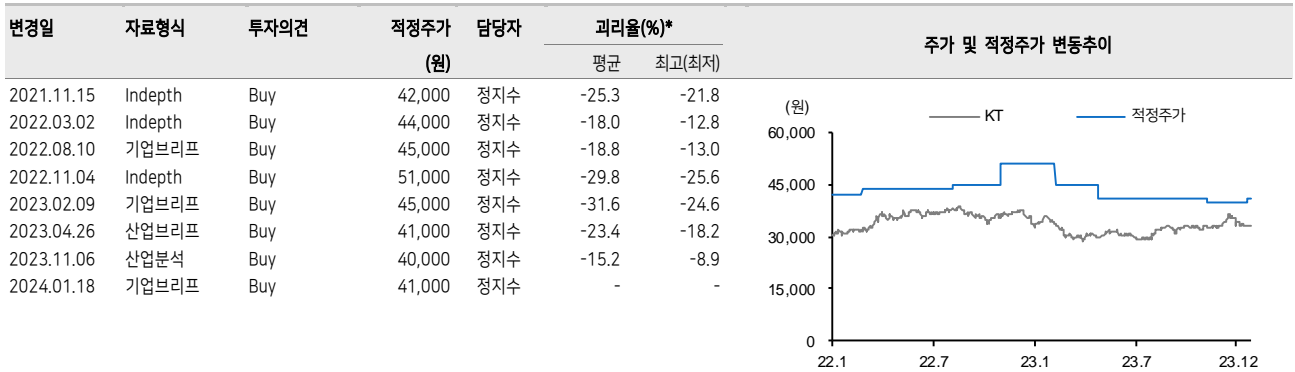 변경일 자료형식 투자의견 적정주가 담당자 괴리율(%)*
(원) 평균 최고(최저)
2021.11.15 Indepth Buy 42,000 정지수 -25.3 -21.8
2022.03.02 Indepth Buy 44,000 정지수 -18.0 -12.8
2022.08.10 기업브리프 Buy 45,000 정지수 -18.8 -13.0
2022.11.04 Indepth Buy 51,000 정지수 -29.8 -25.6
2023.02.09 기업브리프 Buy 45,000 정지수 -31.6 -24.6
2023.04.26 산업브리프 Buy 41,000 정지수 -23.4 -18.2
2023.11.06 산업분석 Buy 40,000 정지수 -15.2 -8.9
2024.01.18 기업브리프 Buy 41,000 정지수 - -
주가 및 적정주가 변동추이
(원)
KT 적정주가
60,000
45,000
30,000
15,000
0
22.1 22.7 23.1 23.7 23.12